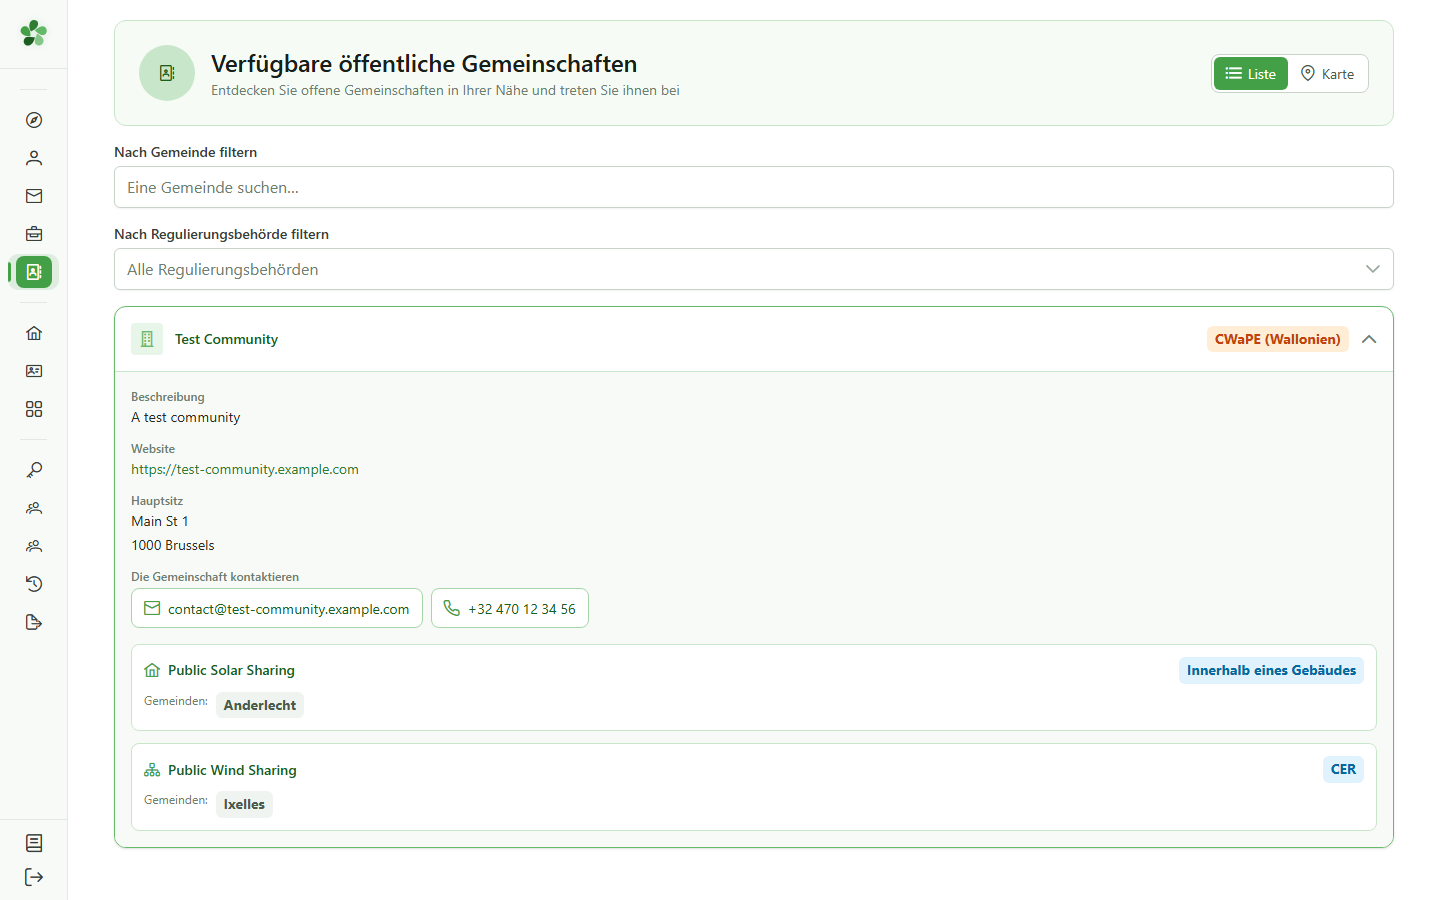 Verfügbare öffentliche Gemeinschaften
Entdecken Sie offene Gemeinschaften in Ihrer Nähe und treten Sie ihnen bei
Liste
Karte
Nach Gemeinde filtern
Eine Gemeinde suchen...
Nach Regulierungsbehörde filtern
Alle Regulierungsbehörden
Test Community
CWaPE (Wallonien)
Beschreibung
A test community
Website
https://test-community.example.com
Hauptsitz
Main St 1
1000 Brussels
Die Gemeinschaft kontaktieren
contact@test-community.example.com
+32 470 12 34 56
Public Solar Sharing
Innerhalb eines Gebäudes
Gemeinden:
Anderlecht
Public Wind Sharing
CER
Gemeinden:
Ixelles